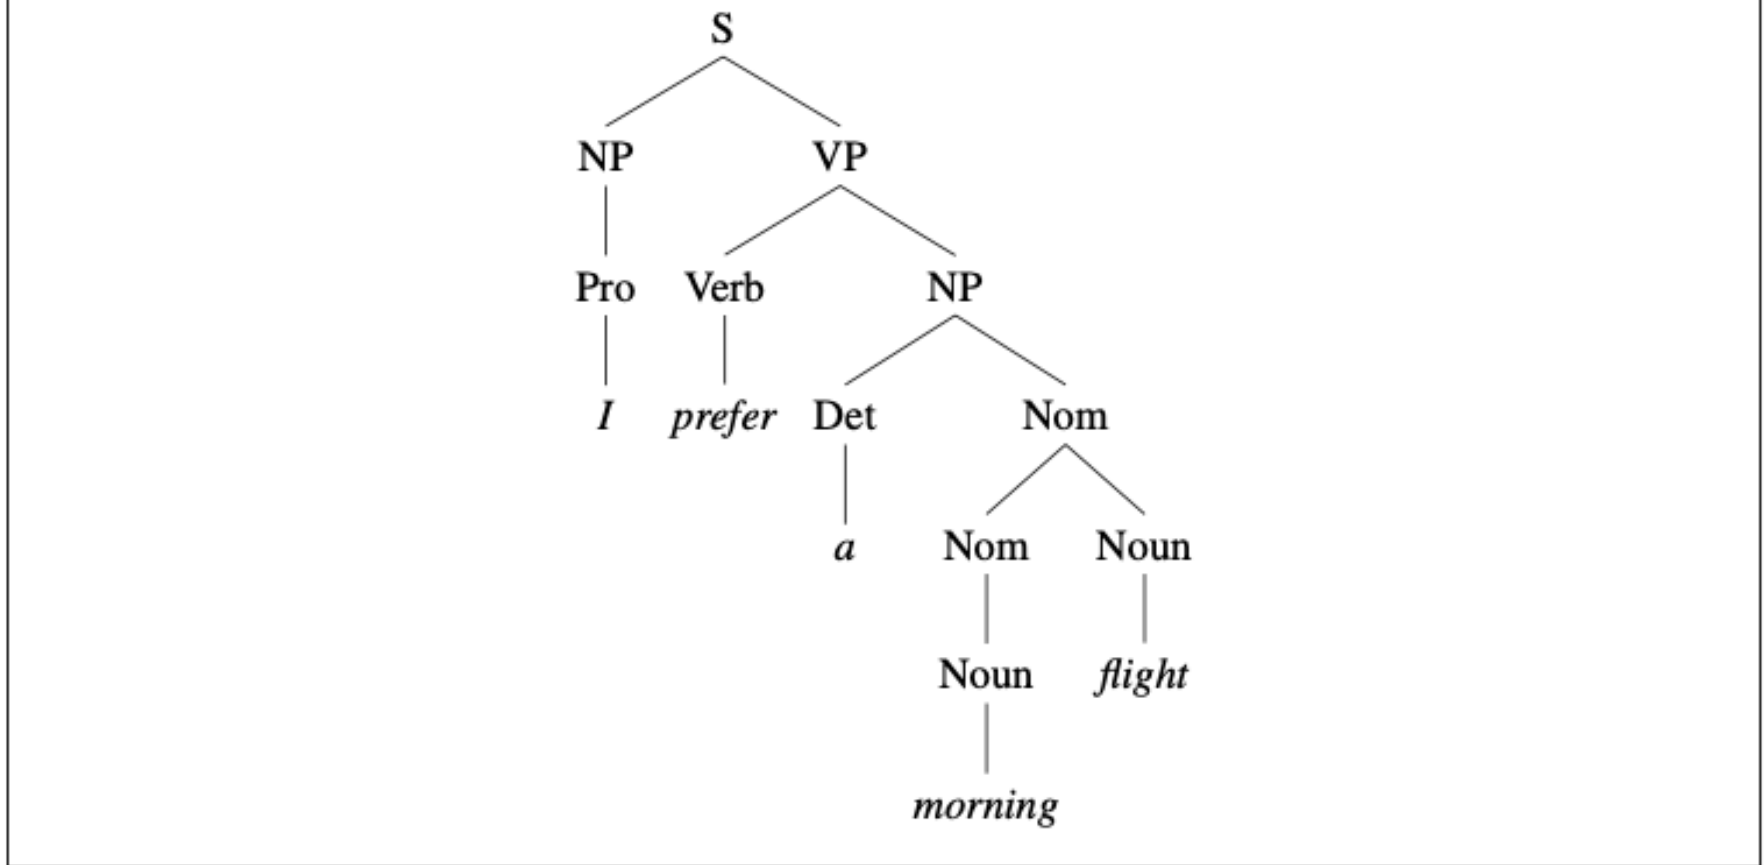 S
NP VP
Pro Verb NP
I prefer Det Nom
a Nom Noun
Noun flight
morning